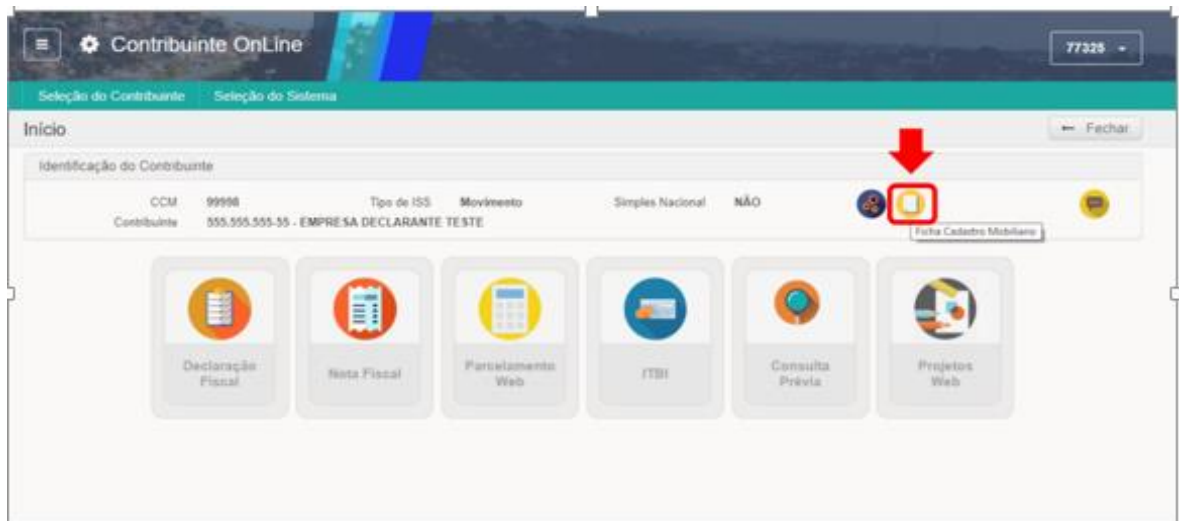 Contribuinte OnLine
77325
Seleção do Contribuinte Seleção do Sistema
Início
Fechar
Identificação do Contribuinte
CCM 99998 Tipo de ISS Movimento Simples Nacional NÃO
Contribuinte 555.555.555-55 - EMPRESA DECLARANTE TESTE
Ficha Cadastro Mobiliário
Declaração
Fiscal
Nota Fiscal
Parcelamento
Web
ITBI
Consulta
Prévia
Projetos
Web